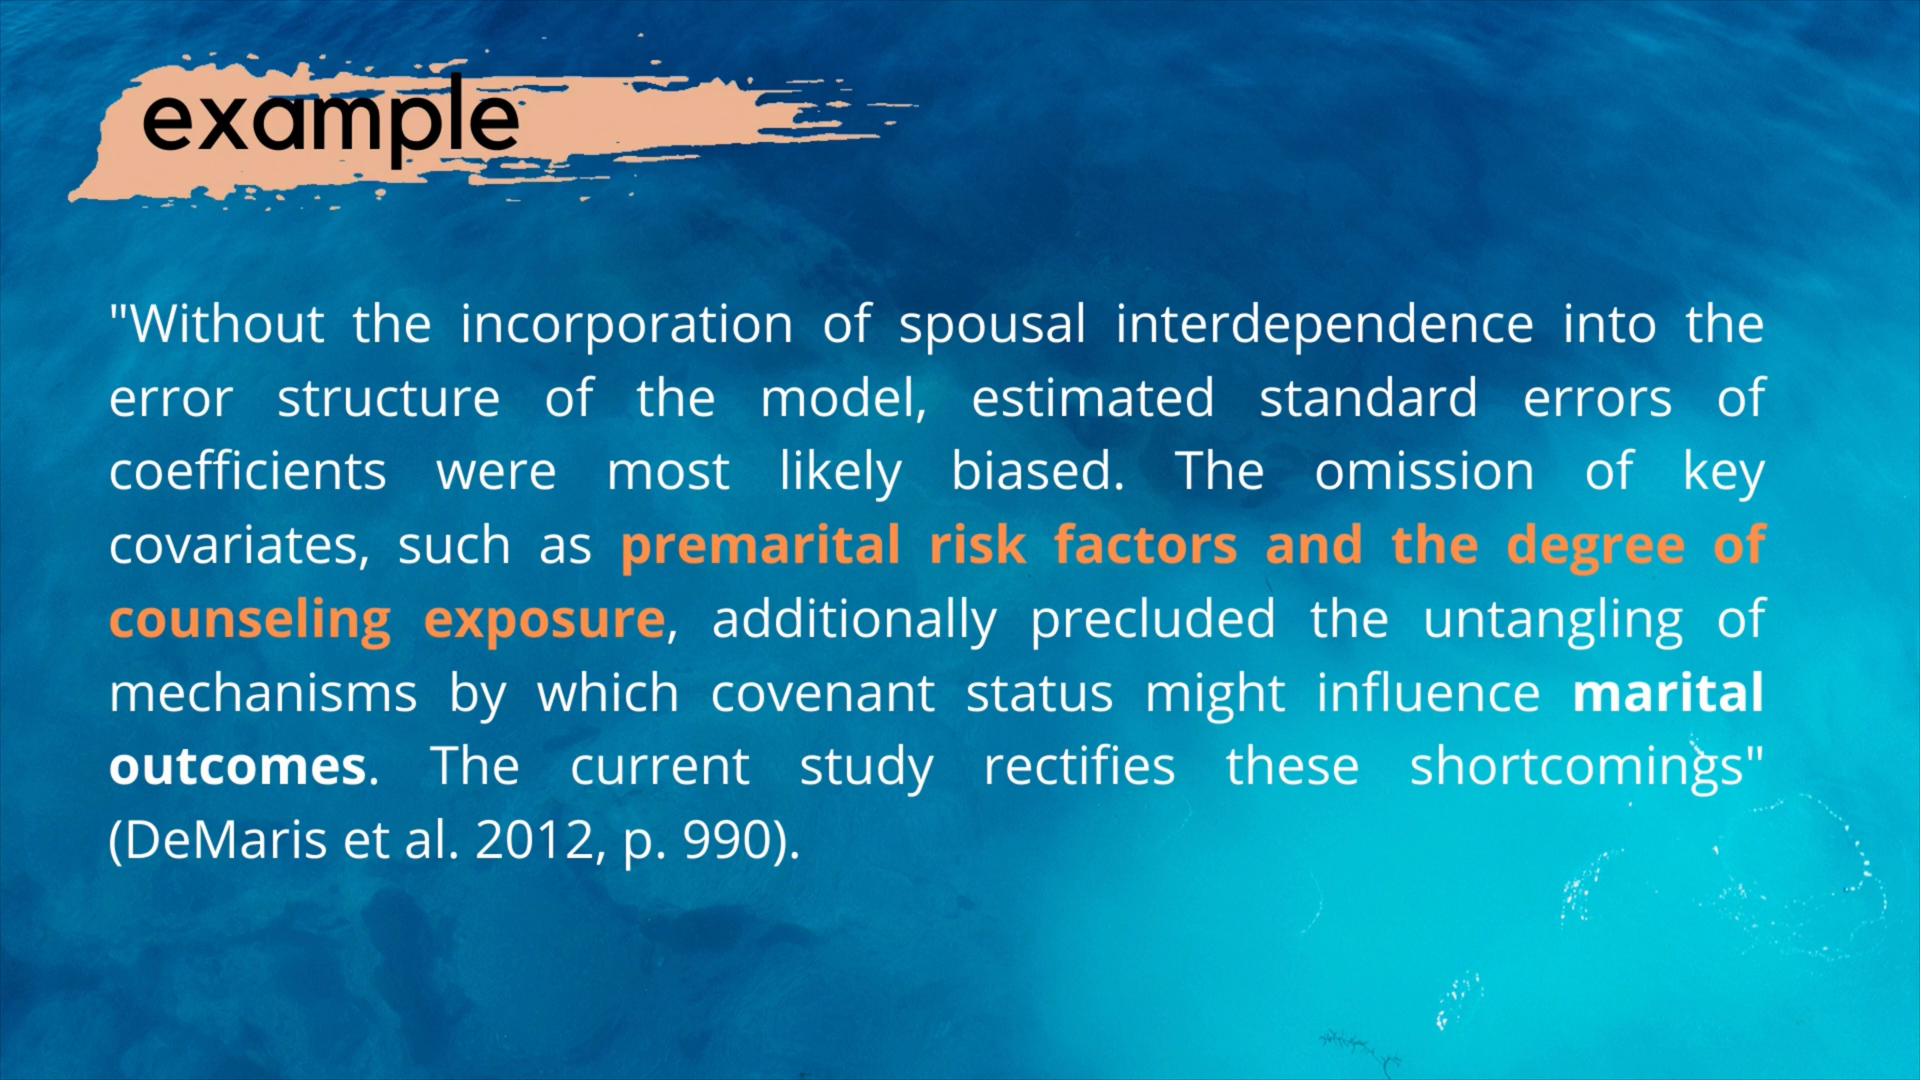 example
"Without the incorporation of spousal interdependence into the
error structure of the model, estimated standard errors of
coefficients were most likely biased. The omission of key
covariates, such as premarital risk factors and the degree of
counseling exposure, additionally precluded the untangling of
mechanisms by which covenant status might influence marital
outcomes. The current study rectifies these shortcomings"
(DeMaris et al. 2012, p. 990).